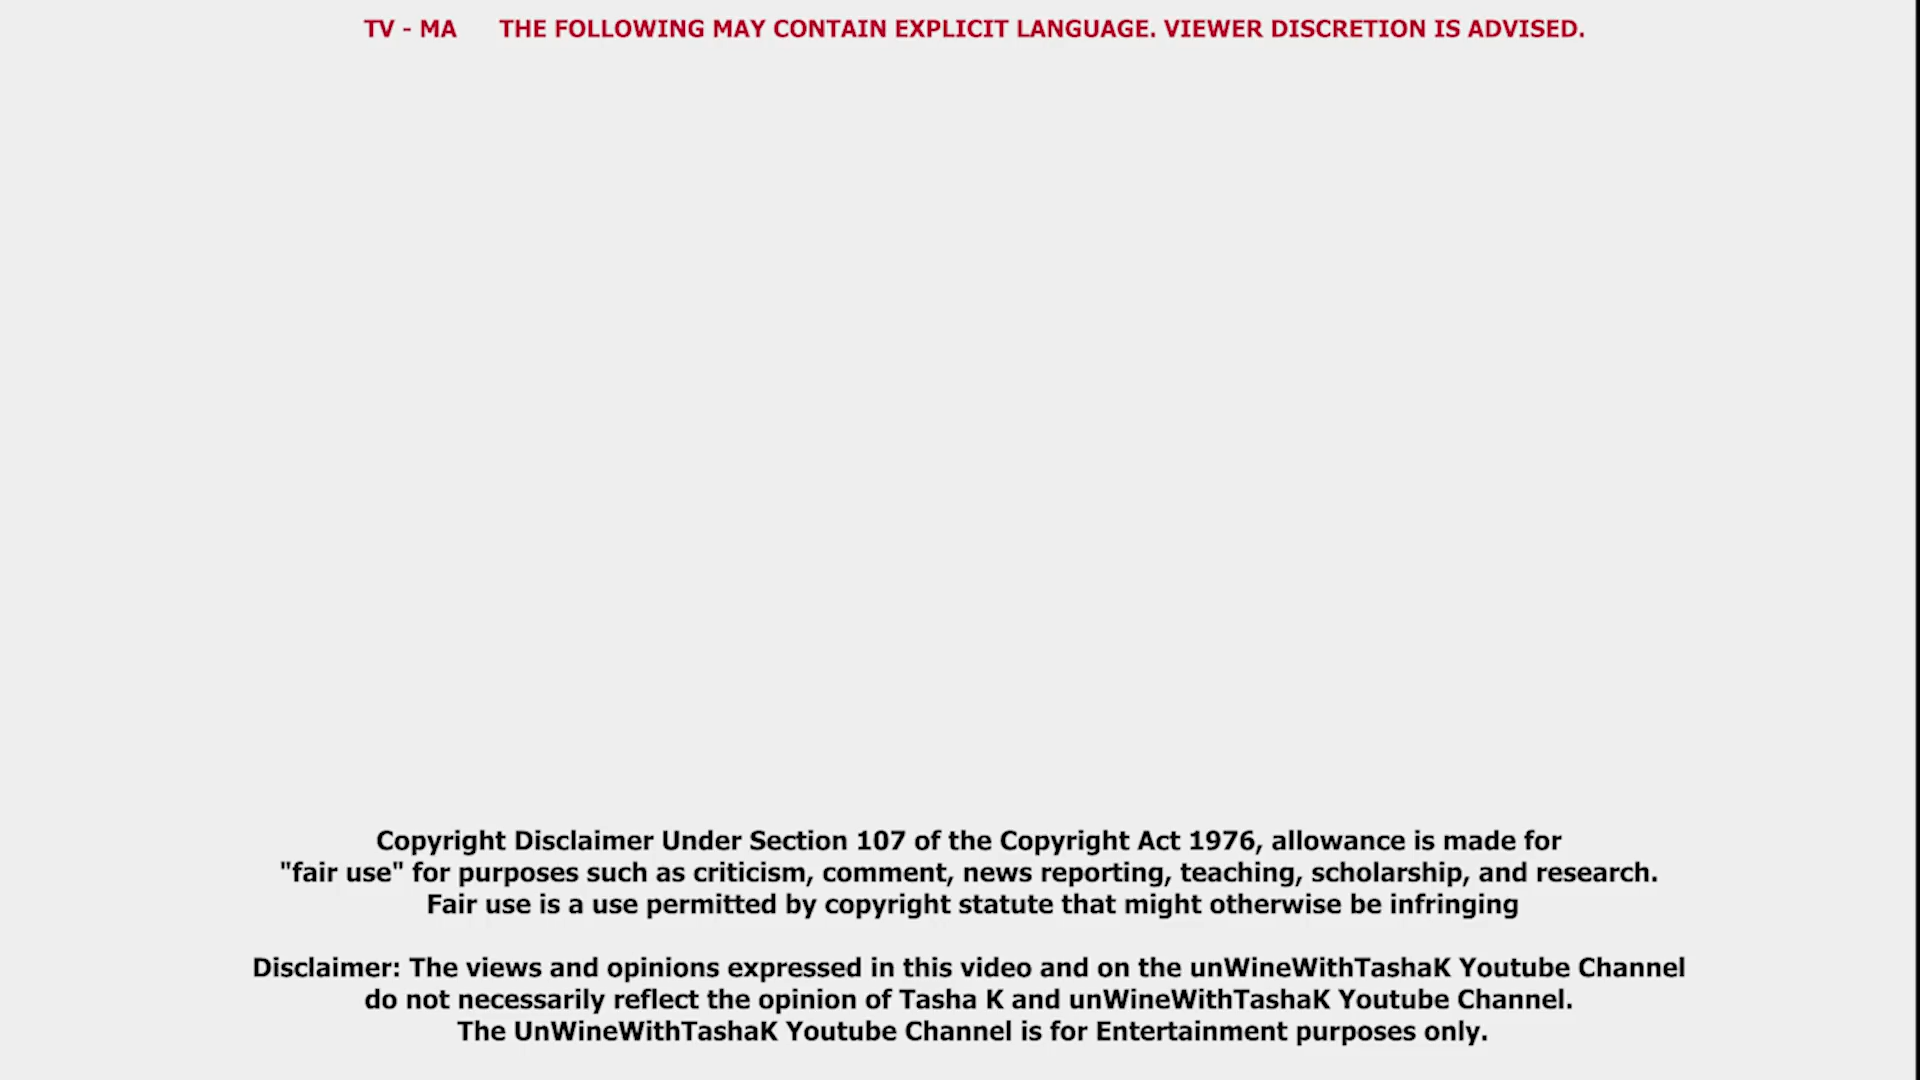 TV - MA THE FOLLOWING MAY CONTAIN EXPLICIT LANGUAGE. VIEWER DISCRETION IS ADVISED.
Copyright Disclaimer Under Section 107 of the Copyright Act 1976, allowance is made for
"fair use" for purposes such as criticism, comment, news reporting, teaching, scholarship, and research.
Fair use is a use permitted by copyright statute that might otherwise be infringing
Disclaimer: The views and opinions expressed in this video and on the unWineWithTashaK Youtube Channel
do not necessarily reflect the opinion of Tasha K and unWineWithTashaK Youtube Channel.
The UnWineWithTashaK Youtube Channel is for Entertainment purposes only.